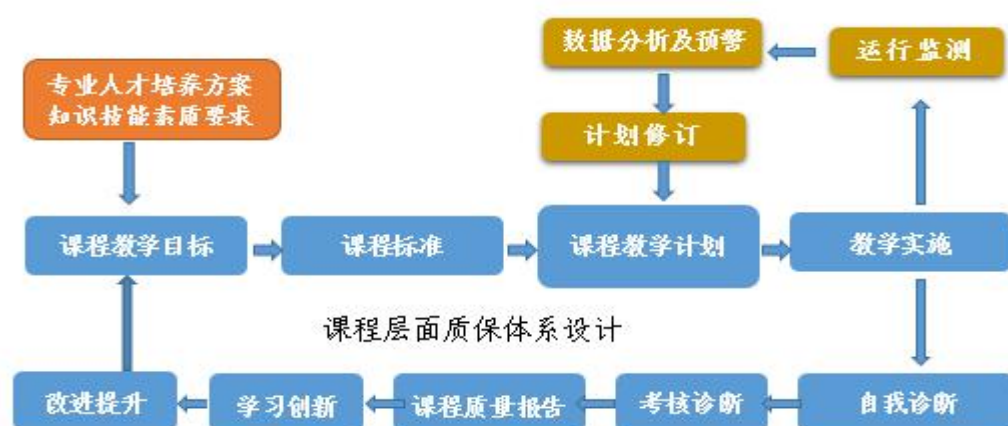 数据分析及预警
运行监测
专业人才培养方案
知识技能素质要求
计划修订
课程教学目标
课程标准
课程教学计划
教学实施
课程层面质保体系设计
改进提升
学习创新
课程质量报告
考核诊断
自我诊断